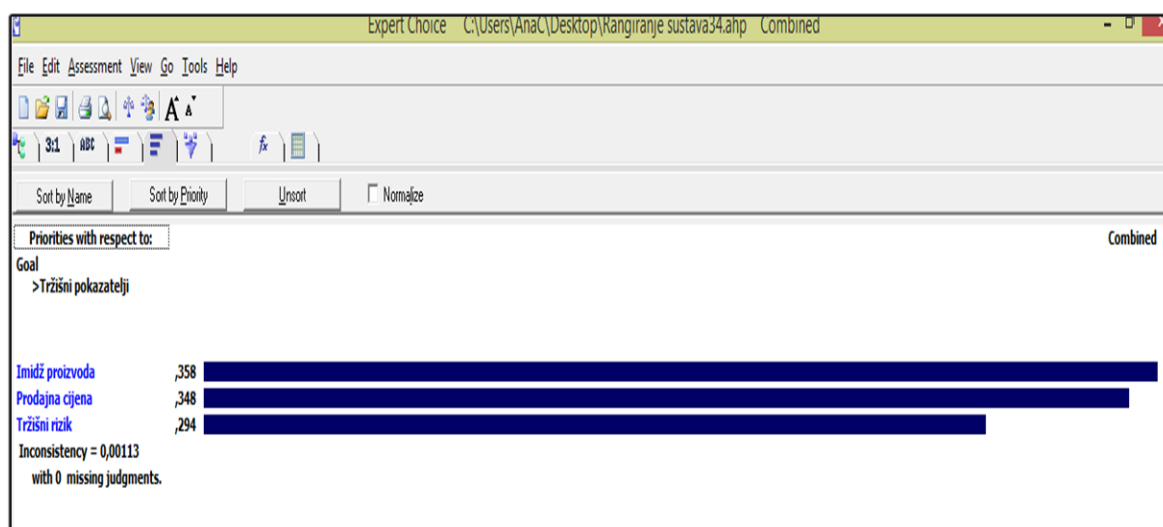 Expert Choice C:\Users\AnaC\Desktop\Rangiranje sustava34.ahp Combined
File Edit Assessment View Go Tools Help
A A
3:1 ABC fx
Sort by Name Sort by Priority Unsort Normalize
Priorities with respect to: Combined
Goal
>Tržišni pokazatelji
Imidž proizvoda ,358
Prodajna cijena ,348
Tržišni rizik ,294
Inconsistency = 0,00113
with 0 missing judgments.